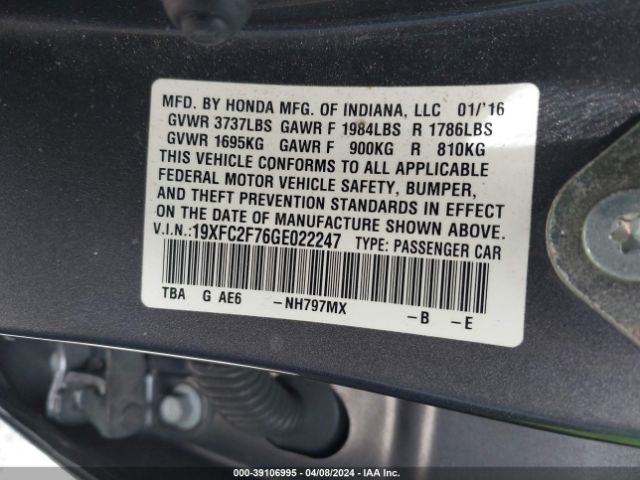 MFD. BY HONDA MFG. OF INDIANA, LLC 01/'16
GVWR 3737LBS GAWR F 1984LBS R 1786LBS
GVWR 1695KG GAWR F 900KG R 810KG
THIS VEHICLE CONFORMS TO ALL APPLICABLE
FEDERAL MOTOR VEHICLE SAFETY, BUMPER,
AND THEFT PREVENTION STANDARDS IN EFFECT
ON THE DATE OF MANUFACTURE SHOWN ABOVE.
V.I.N.:19XFC2F76GE022247 TYPE: PASSENGER CAR
TBA G AE6 -NH797MX -B -E
000-39106995 - 04/08/2024 - IAA Inc.